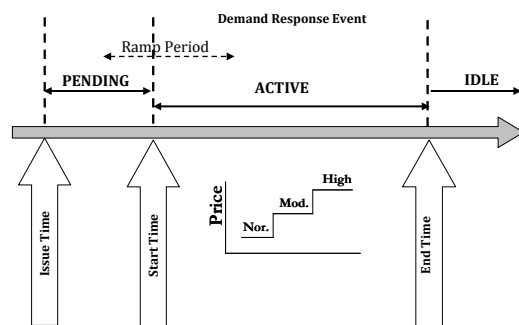 Demand Response Event
Ramp Period
PENDING
ACTIVE
IDLE
Issue Time
Start Time
Price
Nor.
Mod.
High
End Time